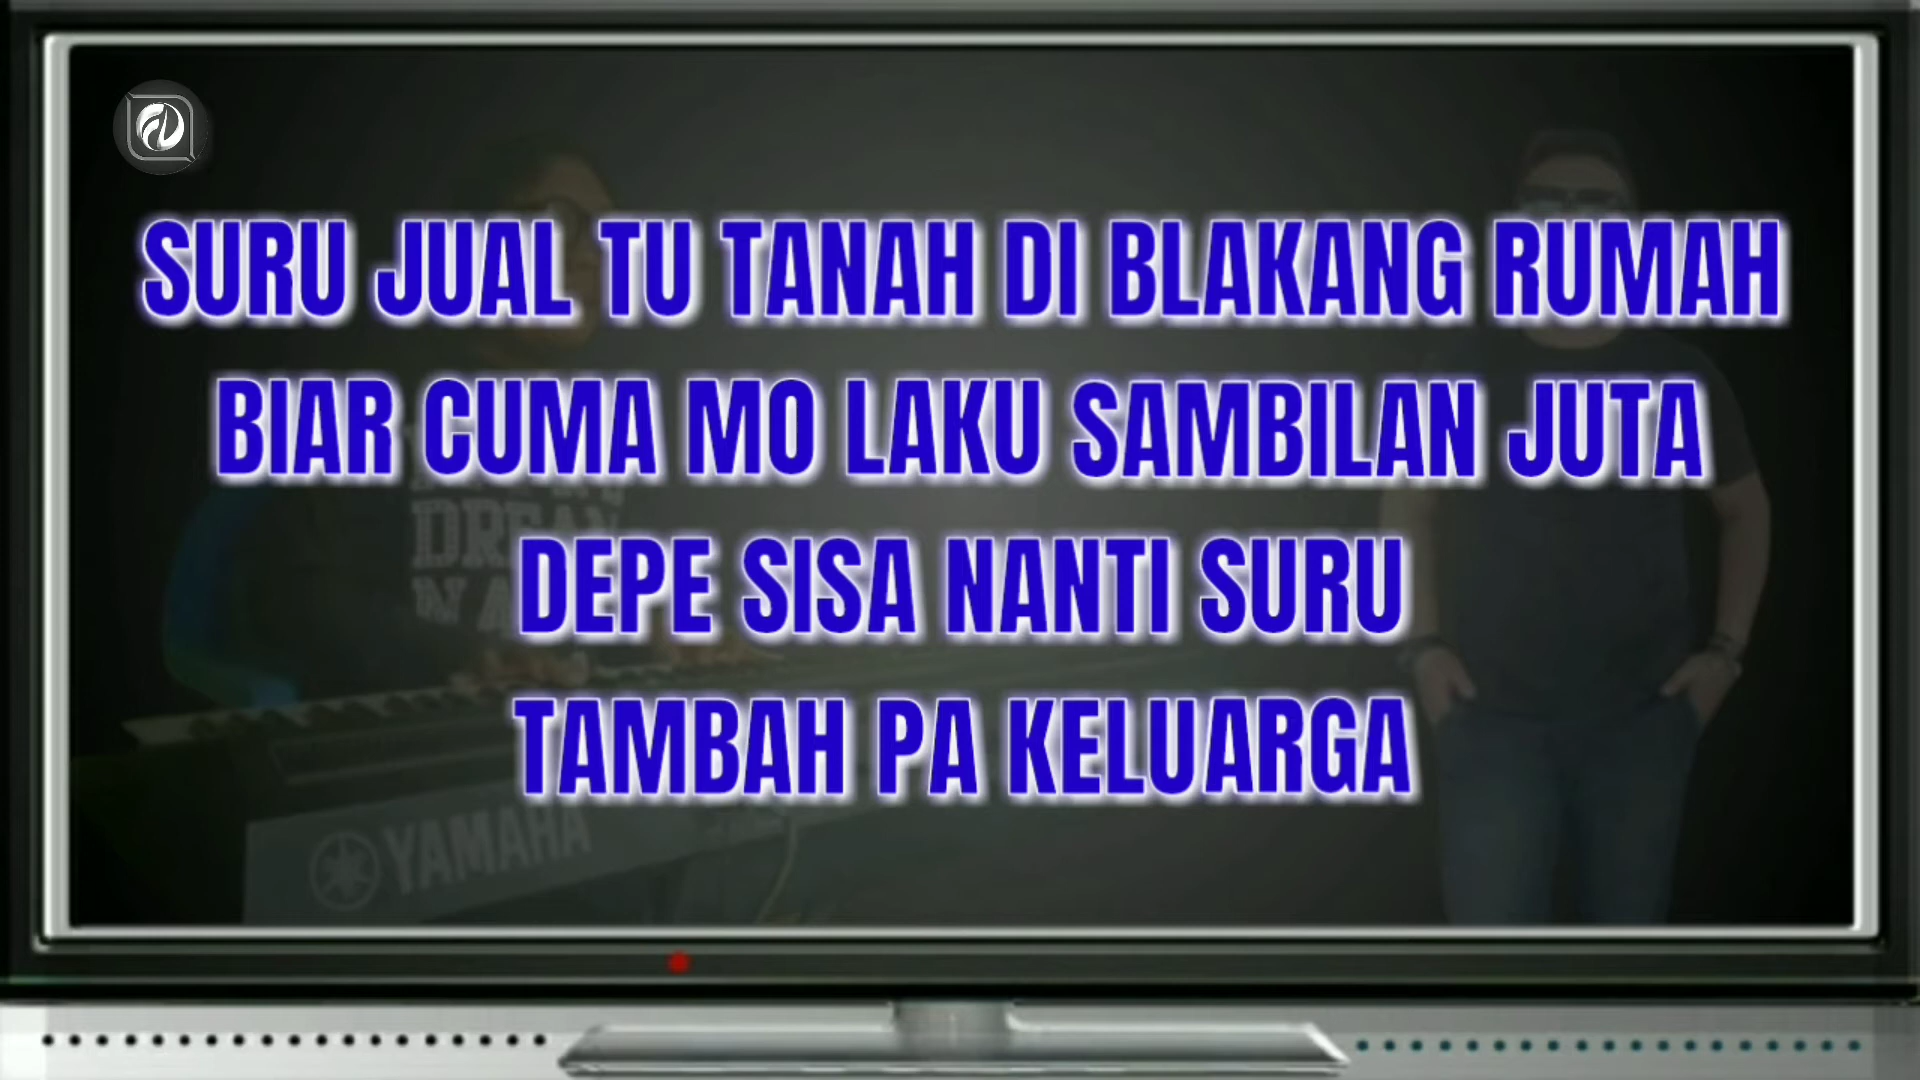 SURU JUAL TU TANAH DI BLAKANG RUMAH
BIAR CUMA MO LAKU SAMBILAN JUTA
DEPE SISA NANTI SURU
TAMBAH PA KELUARGA
YAMAHA